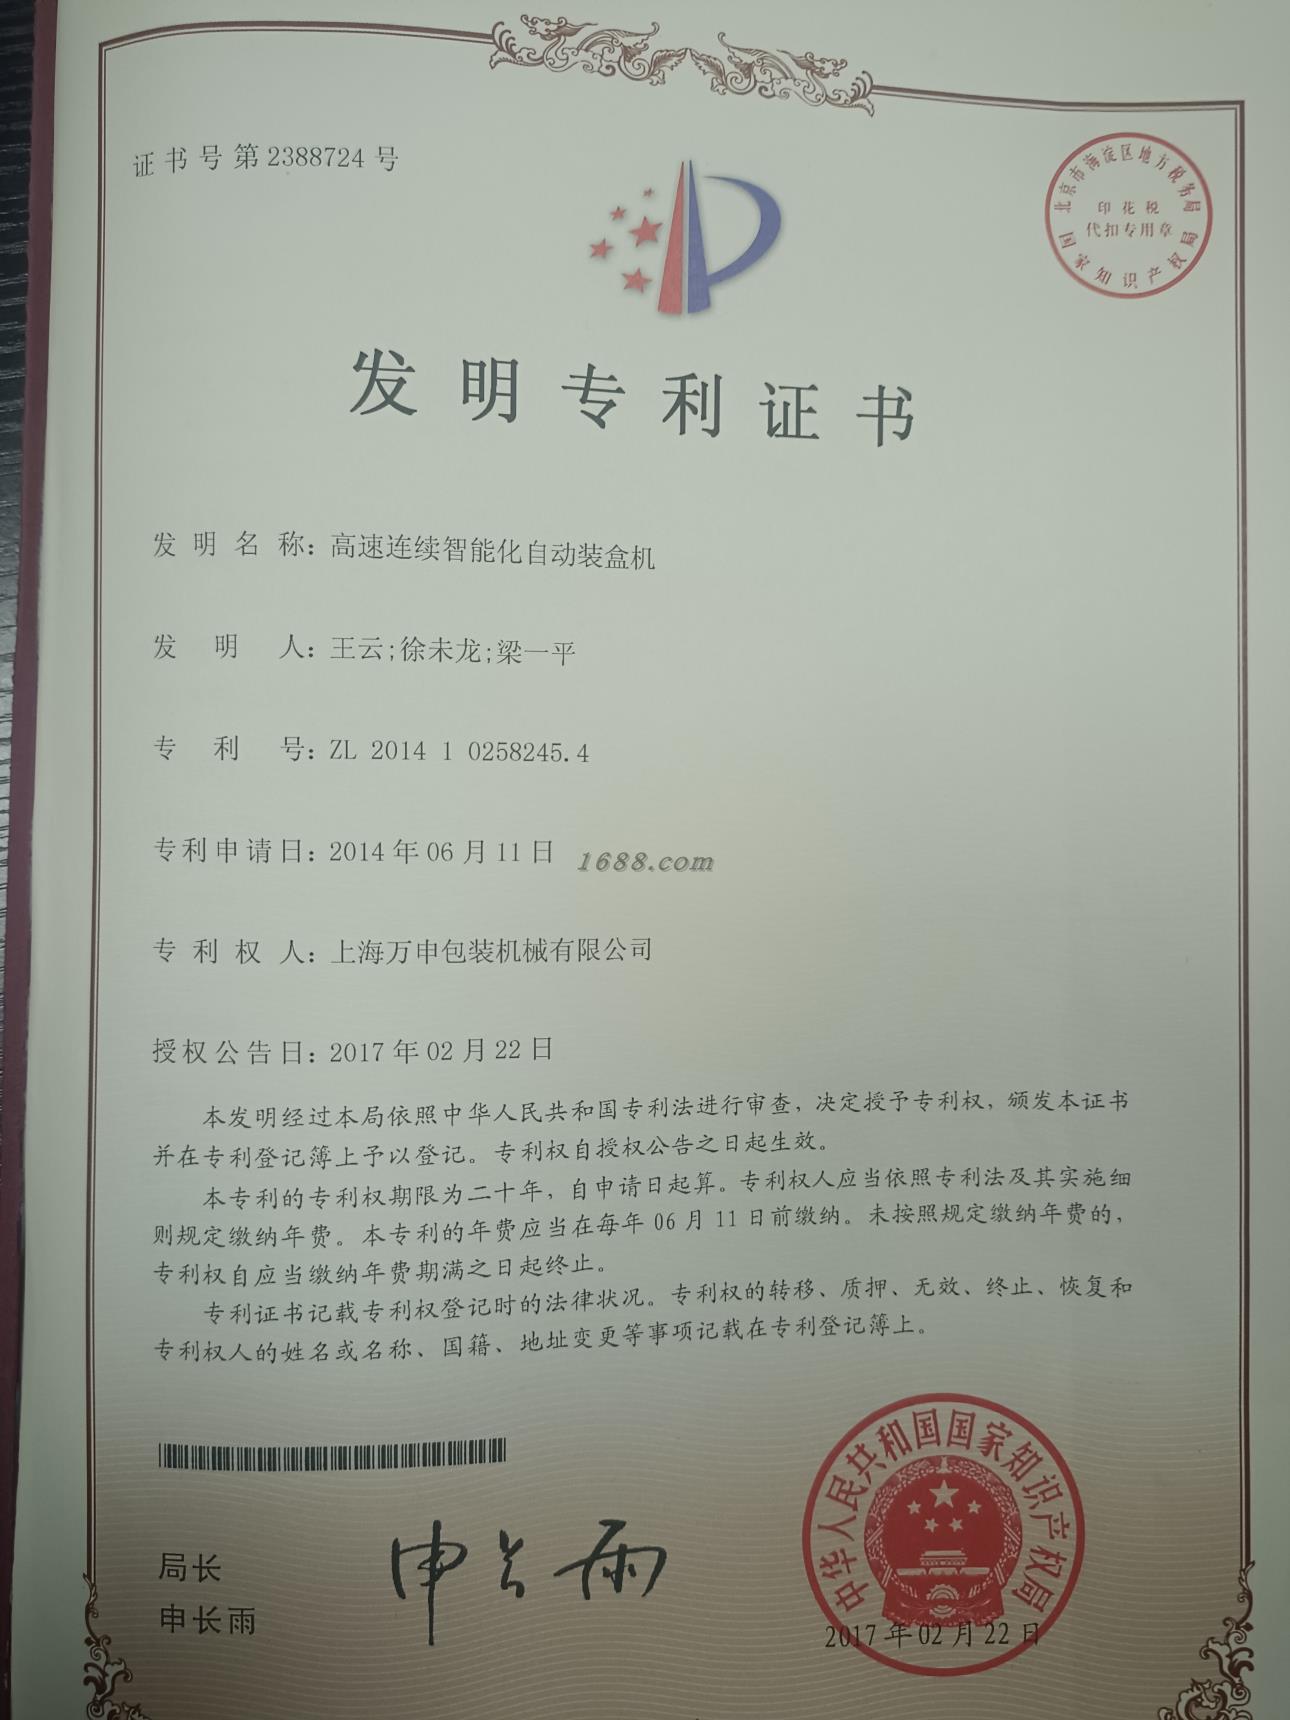 证书号第2388724号
北京市海淀区地方税务局
印花税
代扣专用章
国家知识产权局
发明专利证书
发明名称：高速连续智能化自动装盒机
发明人：王云;徐未龙;梁一平
专利号：ZL 2014 1 0258245.4
专利申请日：2014年06月11日
1688.com
专利权人：上海万申包装机械有限公司
授权公告日：2017年02月22日
本发明经过本局依照中华人民共和国专利法进行审查，决定授予专利权，颁发本证书
并在专利登记簿上予以登记。专利权自授权公告之日起生效。
本专利的专利权期限为二十年，自申请日起算。专利权人应当依照专利法及其实施细
则规定缴纳年费。本专利的年费应当在每年06月11日前缴纳。未按照规定缴纳年费的，
专利权自应当缴纳年费期满之日起终止。
专利证书记载专利权登记时的法律状况。专利权的转移、质押、无效、终止、恢复和
专利权人的姓名或名称、国籍、地址变更等事项记载在专利登记簿上。
中华人民共和国国家知识产权局
局长
申长雨
申长雨
2017年02月22日